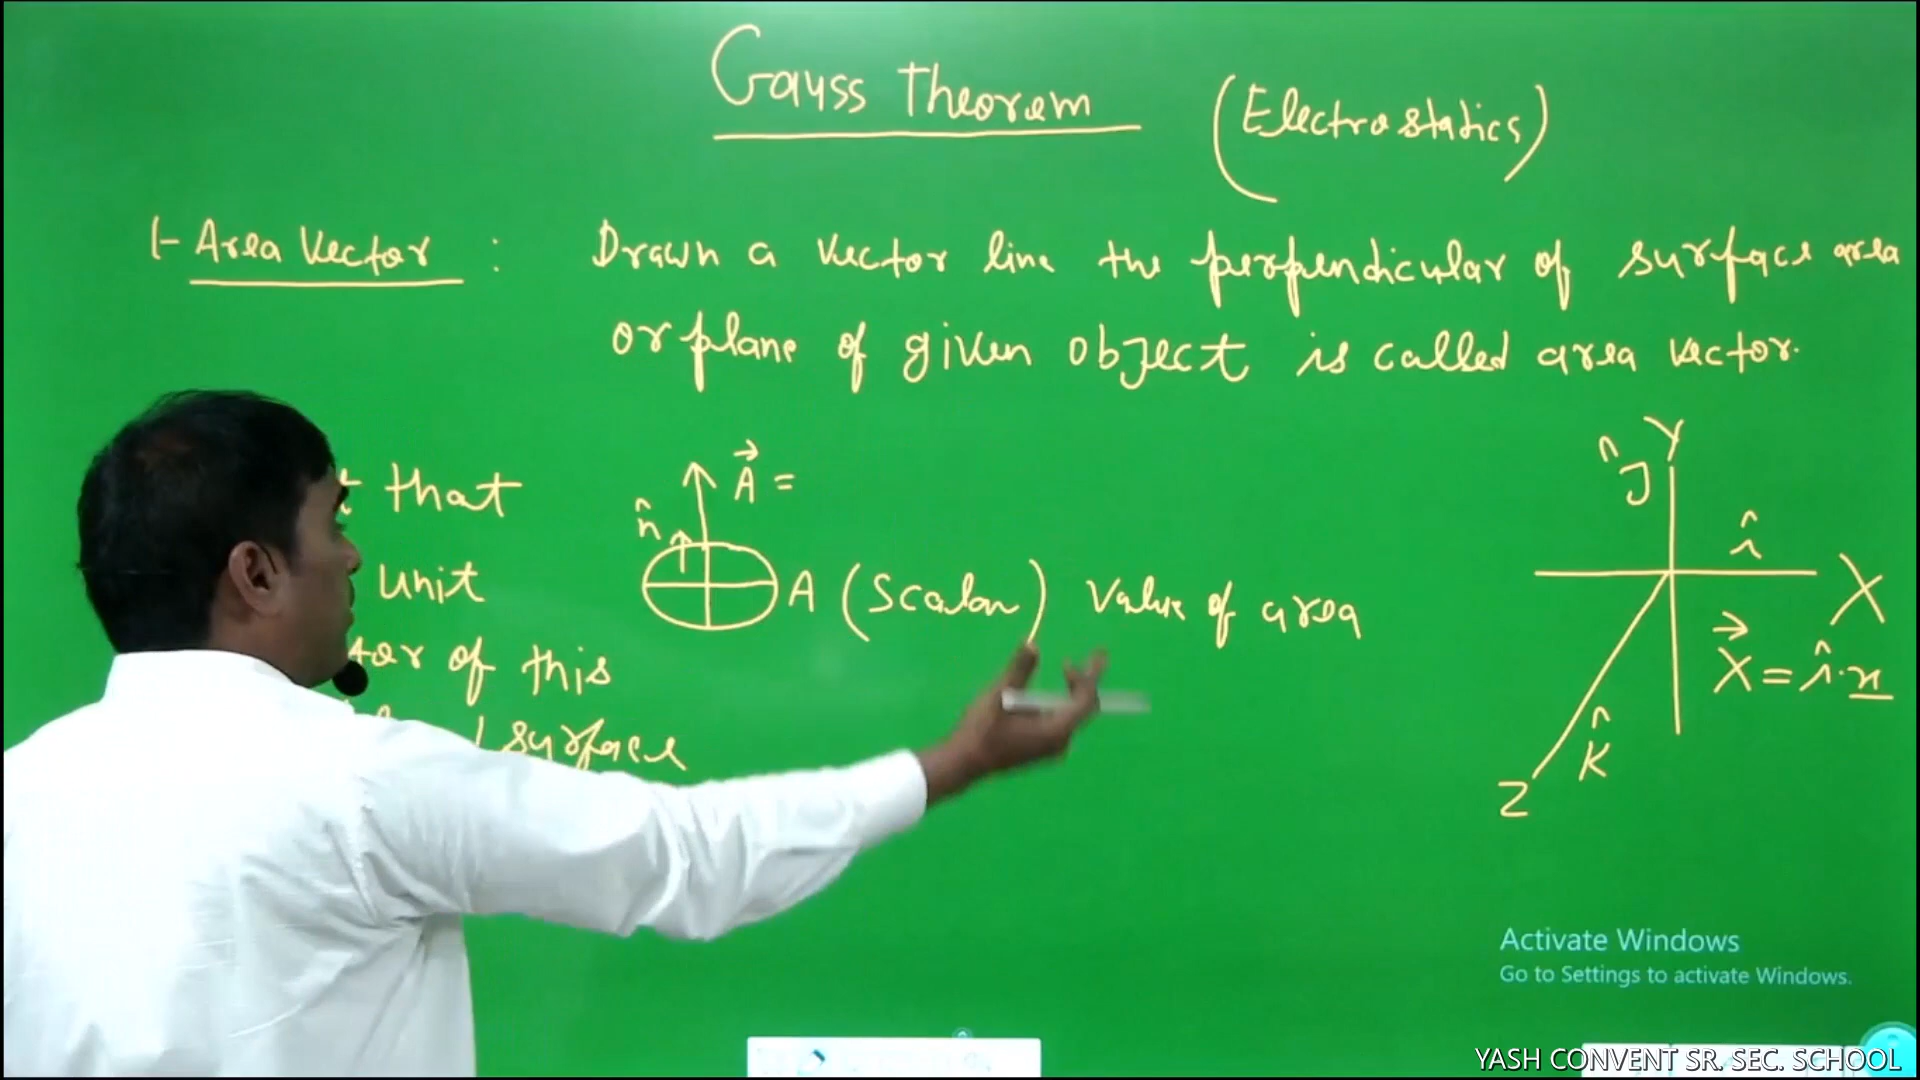 Gauss Theorem (Electrostatics)
1- Area Vector : Drawn a vector line the perpendicular of surface area
or plane of given object is called area vector.
that
unit
of this
surface
n̂
A⃗ =
A (Scalar) Value of area
Y
ĵ
î
X
X⃗ = î·x
k̂
Z
Activate Windows
Go to Settings to activate Windows.
YASH CONVENT SR. SEC. SCHOOL